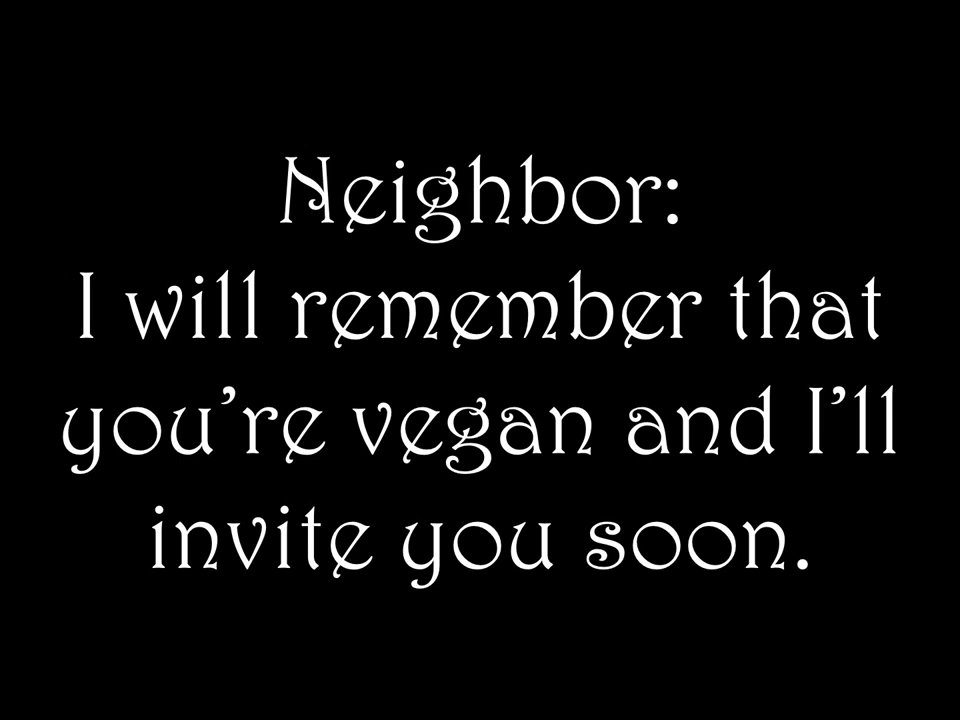 Neighbor:
I will remember that
you’re vegan and I’ll
invite you soon.